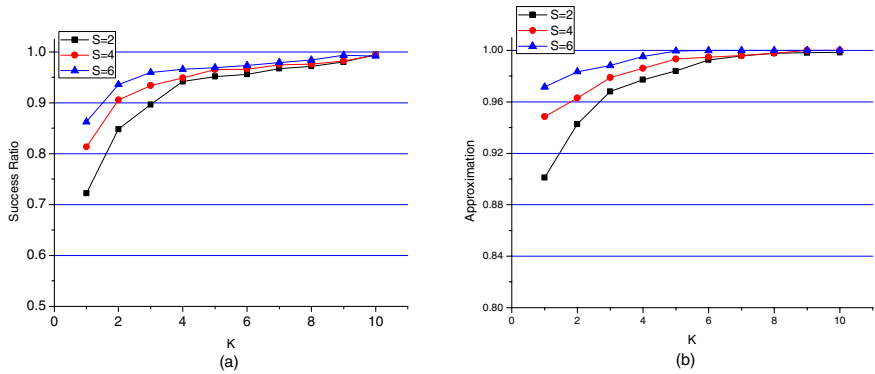 S=2
S=4
S=6
1.0
0.9
0.8
0.7
0.6
0.5
Success Ratio
0 2 4 6 8 10
K
(a)
S=2
S=4
S=6
1.00
0.96
0.92
0.88
0.84
0.80
Approximation
0 2 4 6 8 10
K
(b)